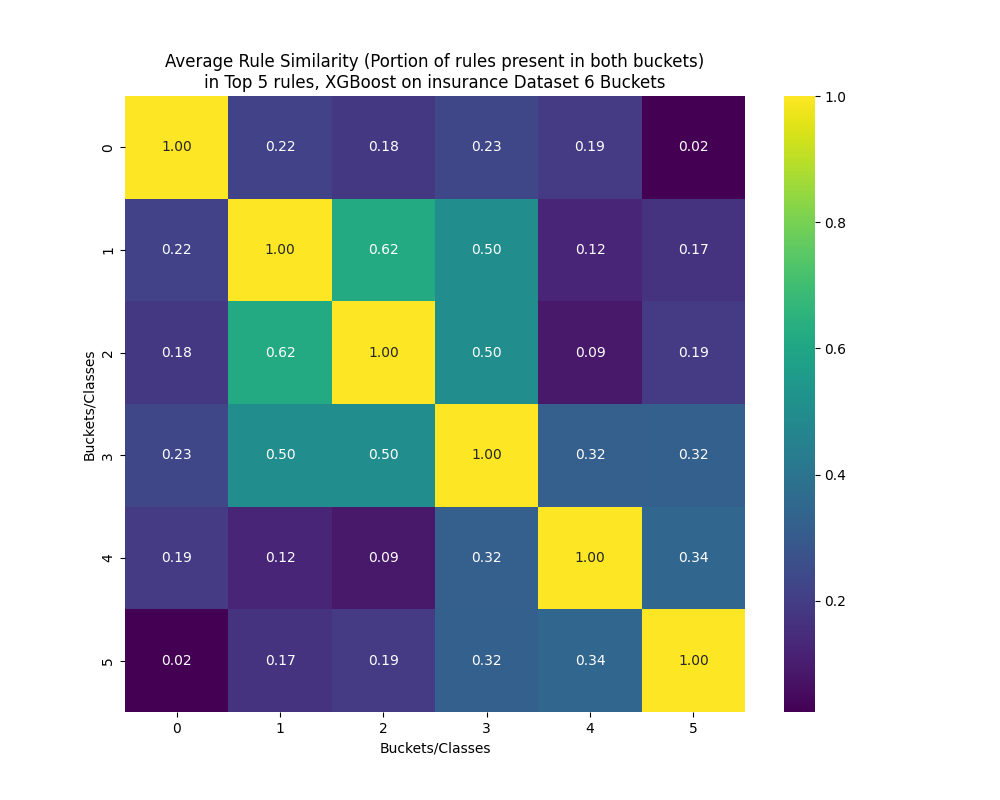 Average Rule Similarity (Portion of rules present in both buckets)
in Top 5 rules, XGBoost on insurance Dataset 6 Buckets
Buckets/Classes
0 1.00 0.22 0.18 0.23 0.19 0.02
1 0.22 1.00 0.62 0.50 0.12 0.17
2 0.18 0.62 1.00 0.50 0.09 0.19
3 0.23 0.50 0.50 1.00 0.32 0.32
4 0.19 0.12 0.09 0.32 1.00 0.34
5 0.02 0.17 0.19 0.32 0.34 1.00
0 1 2 3 4 5
Buckets/Classes
1.0
0.8
0.6
0.4
0.2